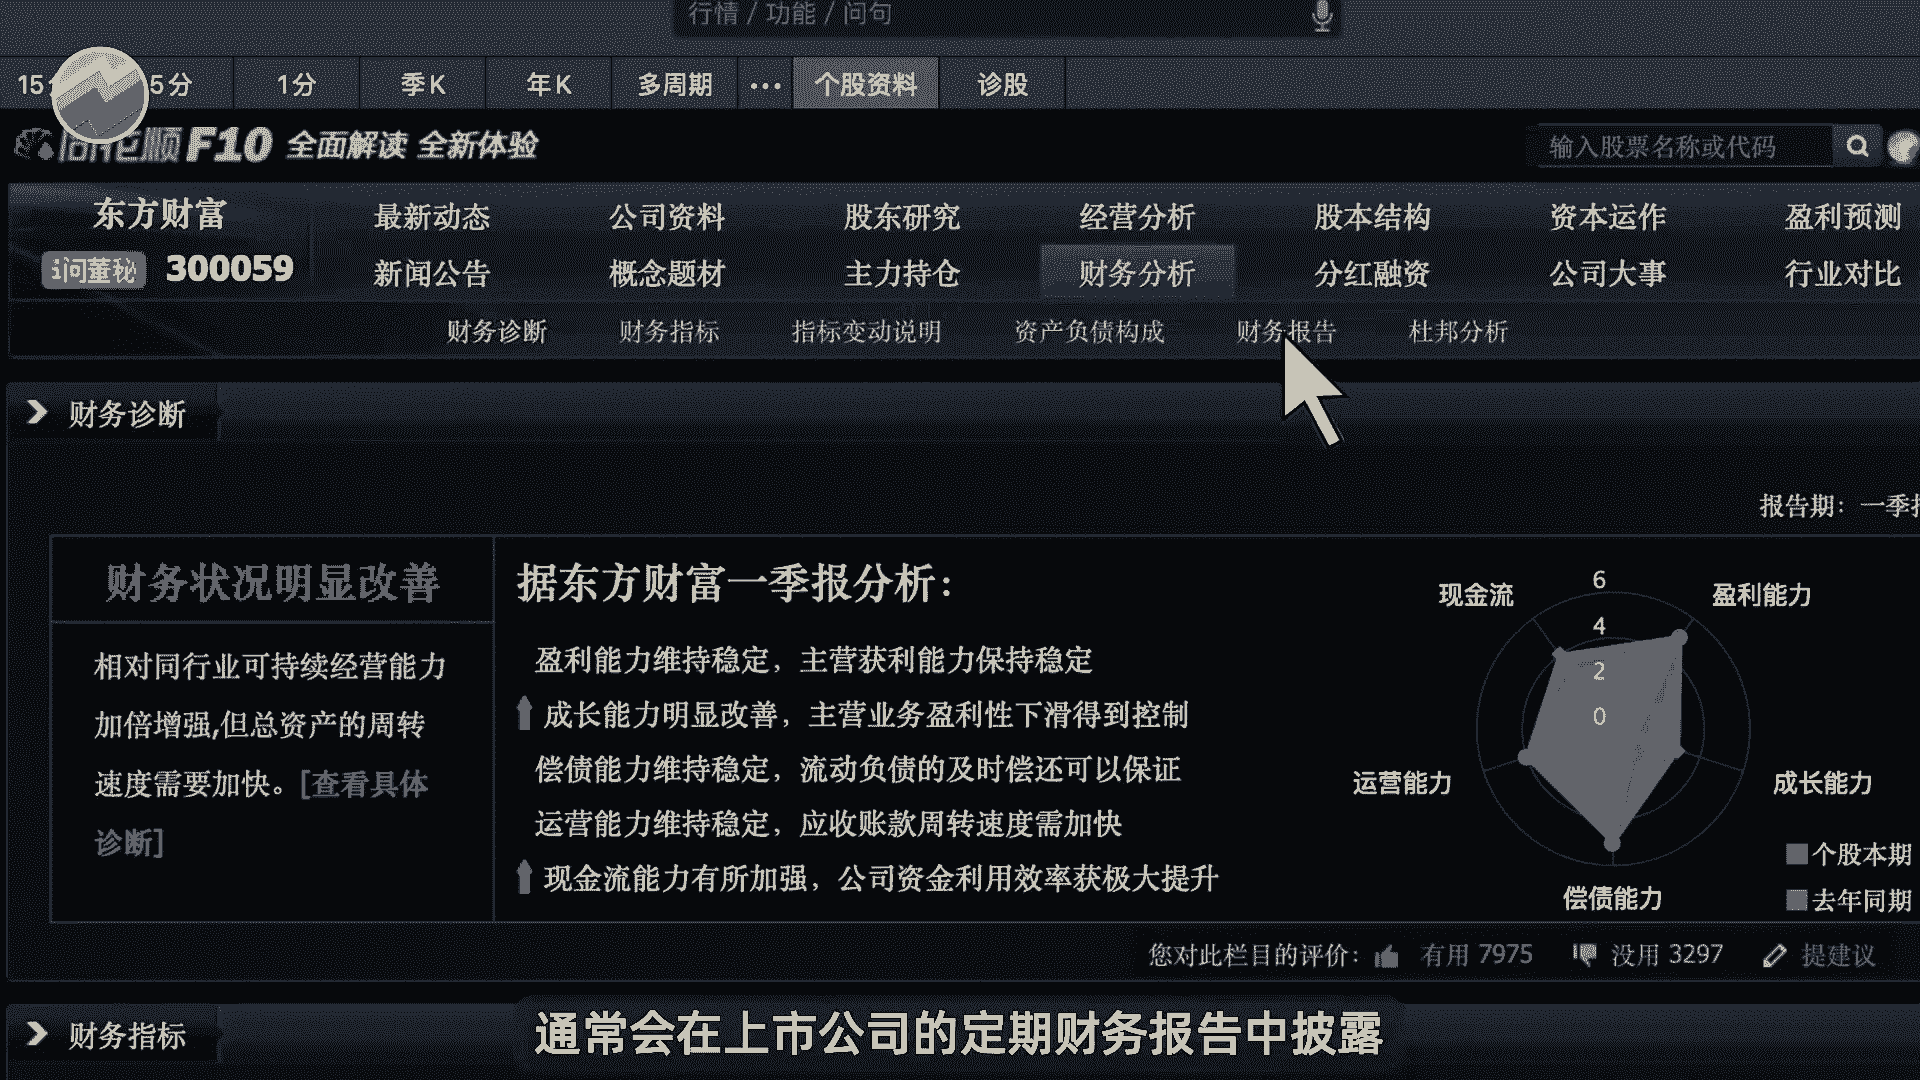 行情 / 功能 / 问句
5分 1分 季K 年K 多周期 ··· 个股资料 诊股
同花顺 F10 全面解读 全新体验
输入股票名称或代码
东方财富 最新动态 公司资料 股东研究 经营分析 股本结构 资本运作 盈利预测
问董秘 300059 新闻公告 概念题材 主力持仓 财务分析 分红融资 公司大事 行业对比
财务诊断 财务指标 指标变动说明 资产负债构成 财务报告 杜邦分析
财务诊断
报告期：一季报
财务状况明显改善
相对同行业可持续经营能力
加倍增强,但总资产的周转
速度需要加快。[查看具体
诊断]
据东方财富一季报分析：
盈利能力维持稳定，主营获利能力保持稳定
成长能力明显改善，主营业务盈利性下滑得到控制
偿债能力维持稳定，流动负债的及时偿还可以保证
运营能力维持稳定，应收账款周转速度需加快
现金流能力有所加强，公司资金利用效率获极大提升
现金流 6 盈利能力
4
2
0
运营能力 成长能力
偿债能力
个股本期
去年同期
您对此栏目的评价： 有用 7975 没用 3297 提建议
财务指标
通常会在上市公司的定期财务报告中披露